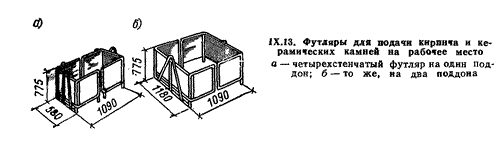 а)
б)
775
580
1090
775
1180
1090
IX.13. Футляры для подачи кирпича и ке-
рамических камней на рабочее место
а — четырехстенчатый футляр на один под-
дон; б — то же, на два поддона